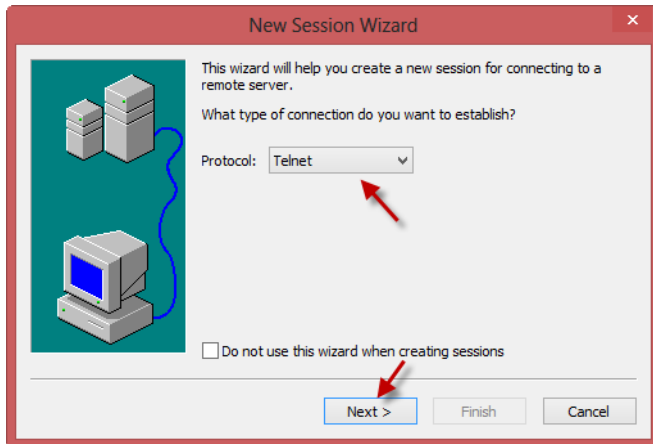 New Session Wizard
This wizard will help you create a new session for connecting to a
remote server.
What type of connection do you want to establish?
Protocol: Telnet
Do not use this wizard when creating sessions
Next > Finish Cancel